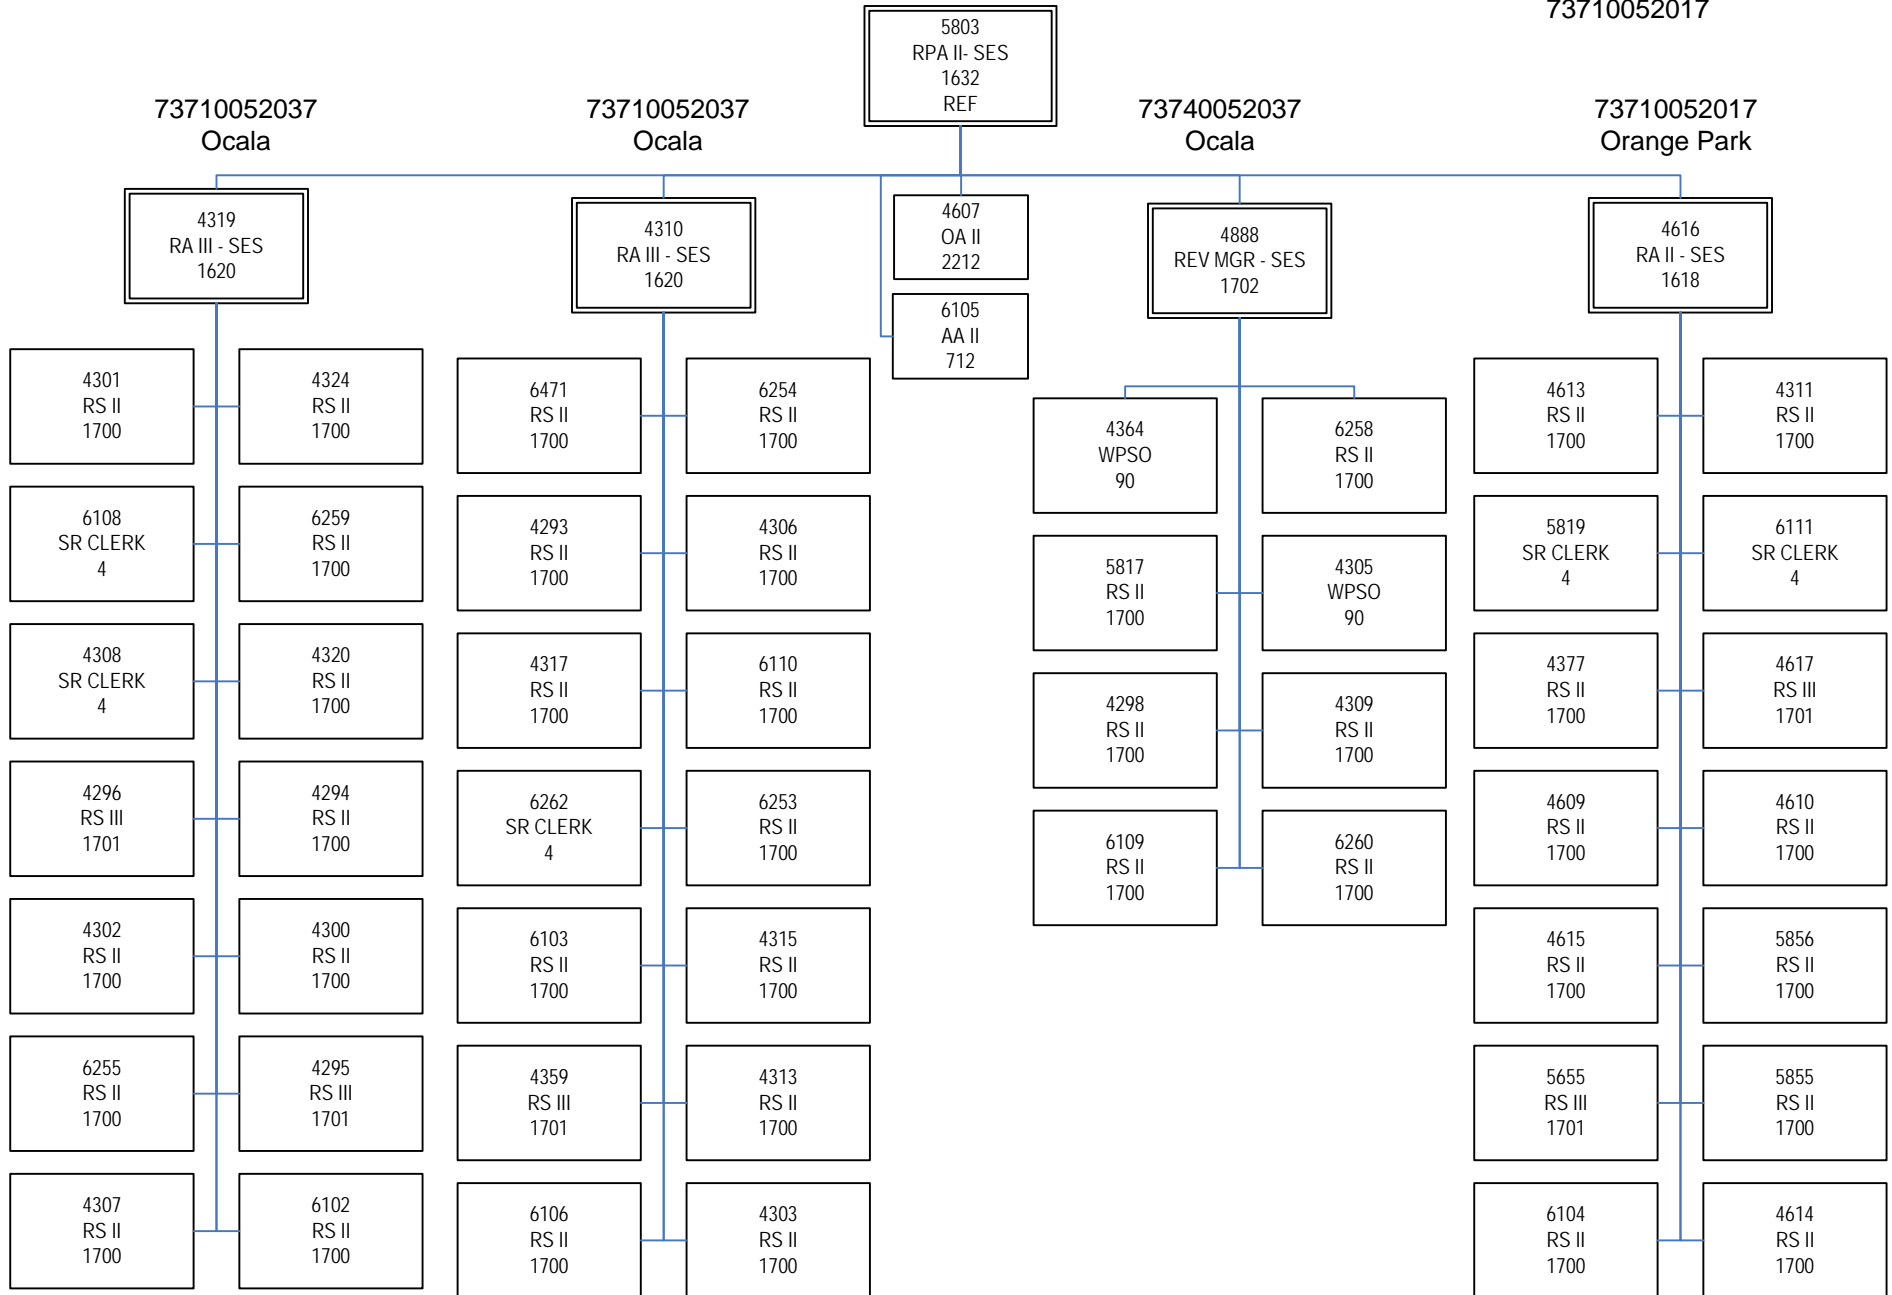 73710052017
5803
RPA II- SES
1632
REF
73710052037
Ocala
73710052037
Ocala
73740052037
Ocala
73710052017
Orange Park
4319
RA III - SES
1620
4310
RA III - SES
1620
4607
OA II
2212
6105
AA II
712
4888
REV MGR - SES
1702
4616
RA II - SES
1618
4301
RS II
1700
4324
RS II
1700
6108
SR CLERK
4
6259
RS II
1700
4308
SR CLERK
4
4320
RS II
1700
4296
RS III
1701
4294
RS II
1700
4302
RS II
1700
4300
RS II
1700
6255
RS II
1700
4295
RS III
1701
4307
RS II
1700
6102
RS II
1700
6471
RS II
1700
6254
RS II
1700
4293
RS II
1700
4306
RS II
1700
4317
RS II
1700
6110
RS II
1700
6262
SR CLERK
4
6253
RS II
1700
6103
RS II
1700
4315
RS II
1700
4359
RS III
1701
4313
RS II
1700
6106
RS II
1700
4303
RS II
1700
4364
WPSO
90
6258
RS II
1700
5817
RS II
1700
4305
WPSO
90
4298
RS II
1700
4309
RS II
1700
6109
RS II
1700
6260
RS II
1700
4613
RS II
1700
4311
RS II
1700
5819
SR CLERK
4
6111
SR CLERK
4
4377
RS II
1700
4617
RS III
1701
4609
RS II
1700
4610
RS II
1700
4615
RS II
1700
5856
RS II
1700
5655
RS III
1701
5855
RS II
1700
6104
RS II
1700
4614
RS II
1700